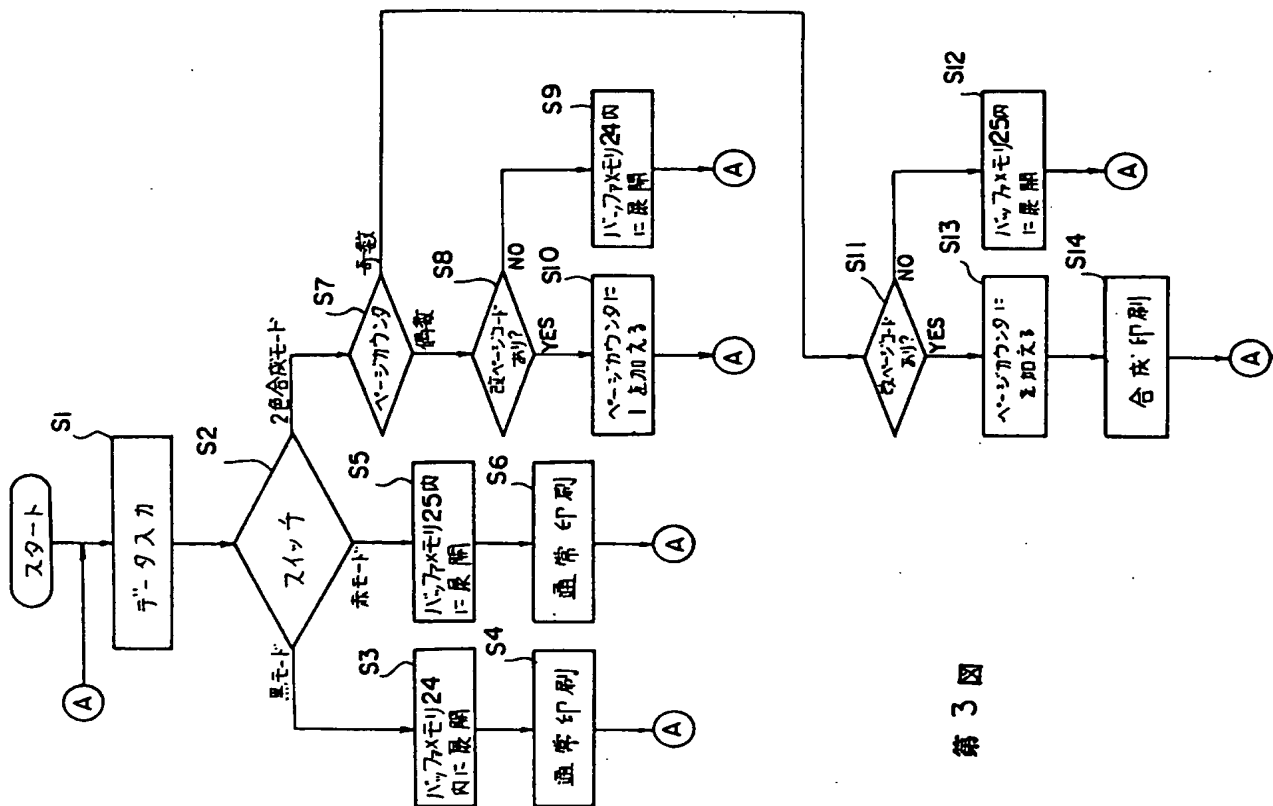 スタート
A
S1
データ入力
S2
スイッチ
黒モード
赤モード
2色合成モード
S3
バッファメモリ24
内に展開
S4
通常印刷
A
S5
バッファメモリ25内
に展開
S6
通常印刷
A
S7
ページカウンタ
奇数
偶数
S8
改ページコード
あり?
NO
YES
S9
バッファメモリ24内
に展開
A
S10
ページカウンタに
1を加える
A
S11
改ページコード
あり?
NO
YES
S12
バッファメモリ25内
に展開
A
S13
ページカウンタに
を加える
S14
合成印刷
A
第3図